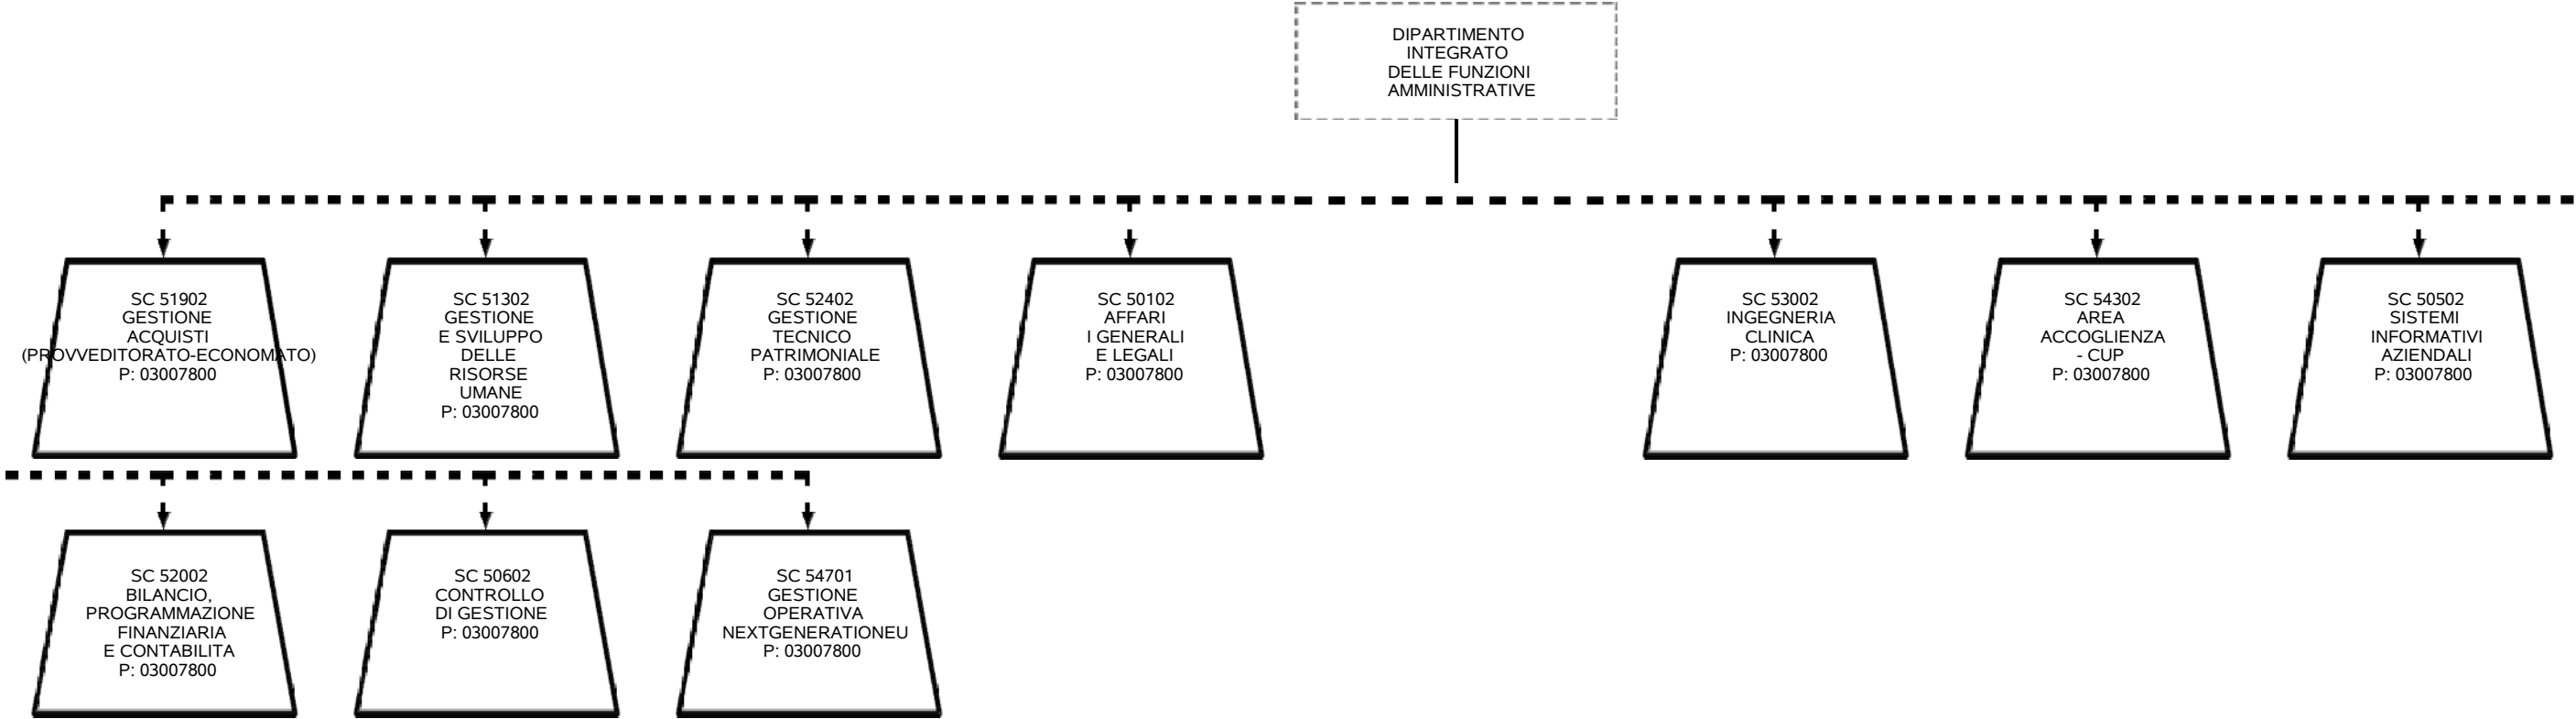 DIPARTIMENTO
INTEGRATO
DELLE FUNZIONI
AMMINISTRATIVE
SC 51902
GESTIONE
ACQUISTI
(PROVVEDITORATO-ECONOMATO)
P: 03007800
SC 51302
GESTIONE
E SVILUPPO
DELLE
RISORSE
UMANE
P: 03007800
SC 52402
GESTIONE
TECNICO
PATRIMONIALE
P: 03007800
SC 50102
AFFARI
I GENERALI
E LEGALI
P: 03007800
SC 53002
INGEGNERIA
CLINICA
P: 03007800
SC 54302
AREA
ACCOGLIENZA
- CUP
P: 03007800
SC 50502
SISTEMI
INFORMATIVI
AZIENDALI
P: 03007800
SC 52002
BILANCIO,
PROGRAMMAZIONE
FINANZIARIA
E CONTABILITA
P: 03007800
SC 50602
CONTROLLO
DI GESTIONE
P: 03007800
SC 54701
GESTIONE
OPERATIVA
NEXTGENERATIONEU
P: 03007800